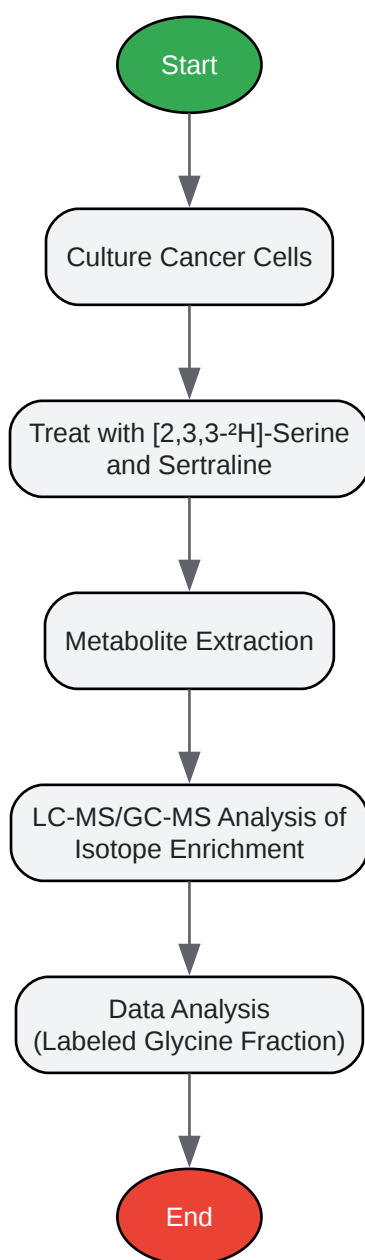 Start
Culture Cancer Cells
Treat with [2,3,3-²H]-Serine
and Sertraline
Metabolite Extraction
LC-MS/GC-MS Analysis of
Isotope Enrichment
Data Analysis
(Labeled Glycine Fraction)
End